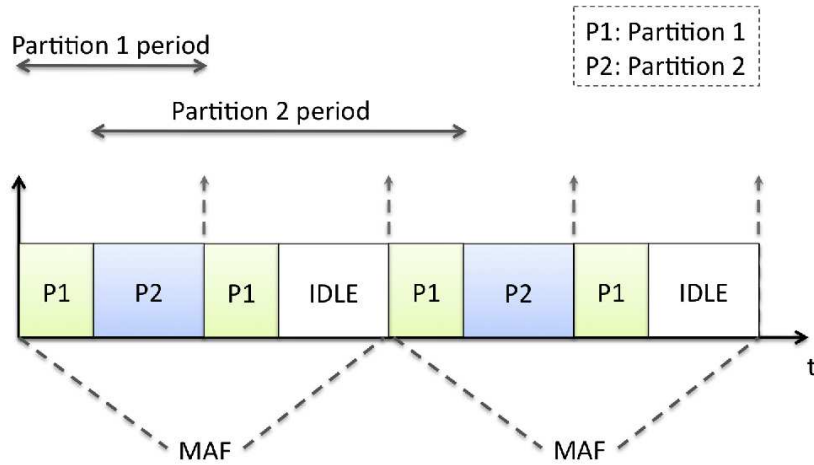 Partition 1 period
P1: Partition 1
P2: Partition 2
Partition 2 period
P1 P2 P1 IDLE P1 P2 P1 IDLE
t
MAF MAF